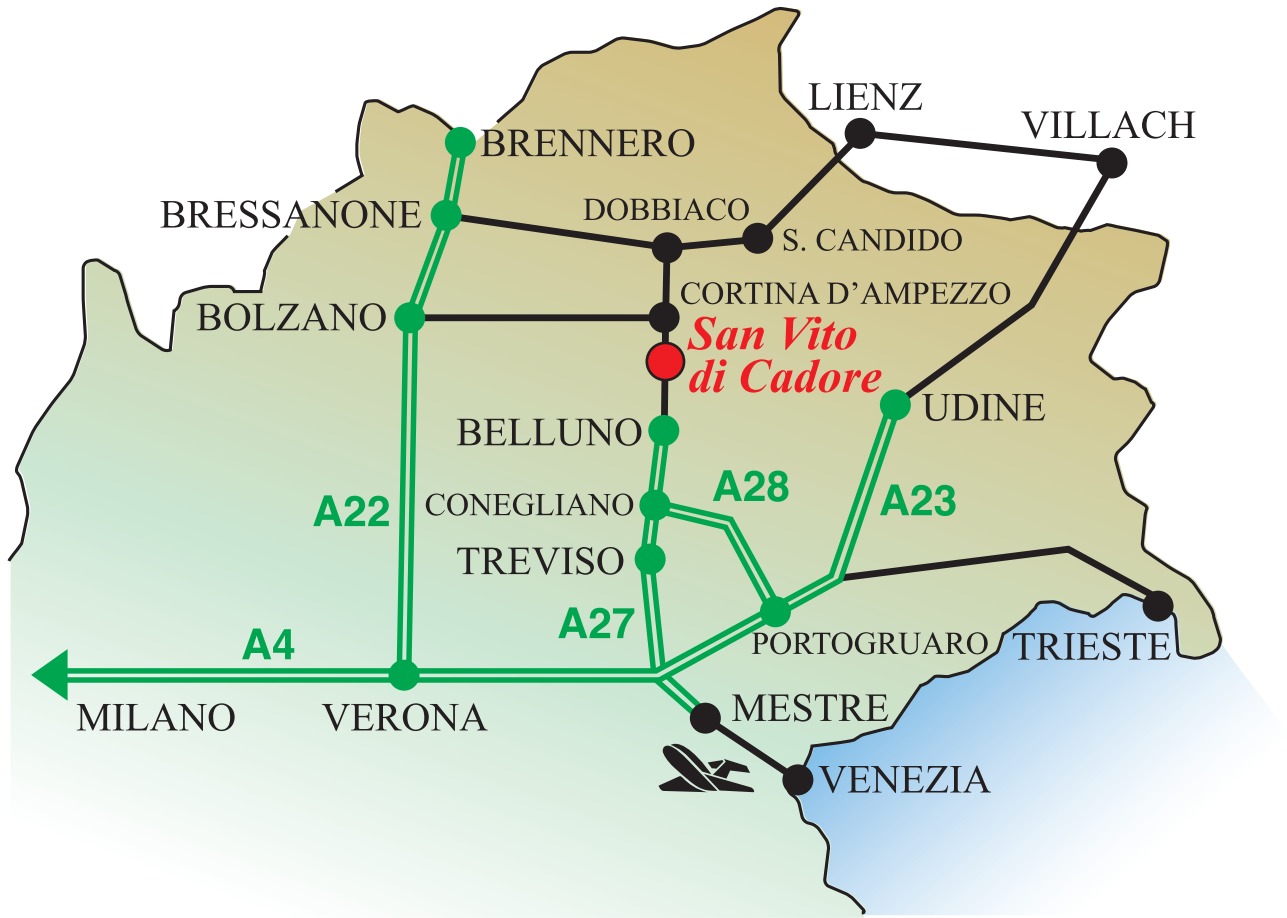 LIENZ
VILLACH
BRENNERO
BRESSANONE
DOBBIACO
S. CANDIDO
CORTINA D’AMPEZZO
BOLZANO
San Vito
di Cadore
UDINE
BELLUNO
A28
A23
CONEGLIANO
A22
TREVISO
A27
A4
PORTOGRUARO
TRIESTE
MILANO
VERONA
MESTRE
VENEZIA